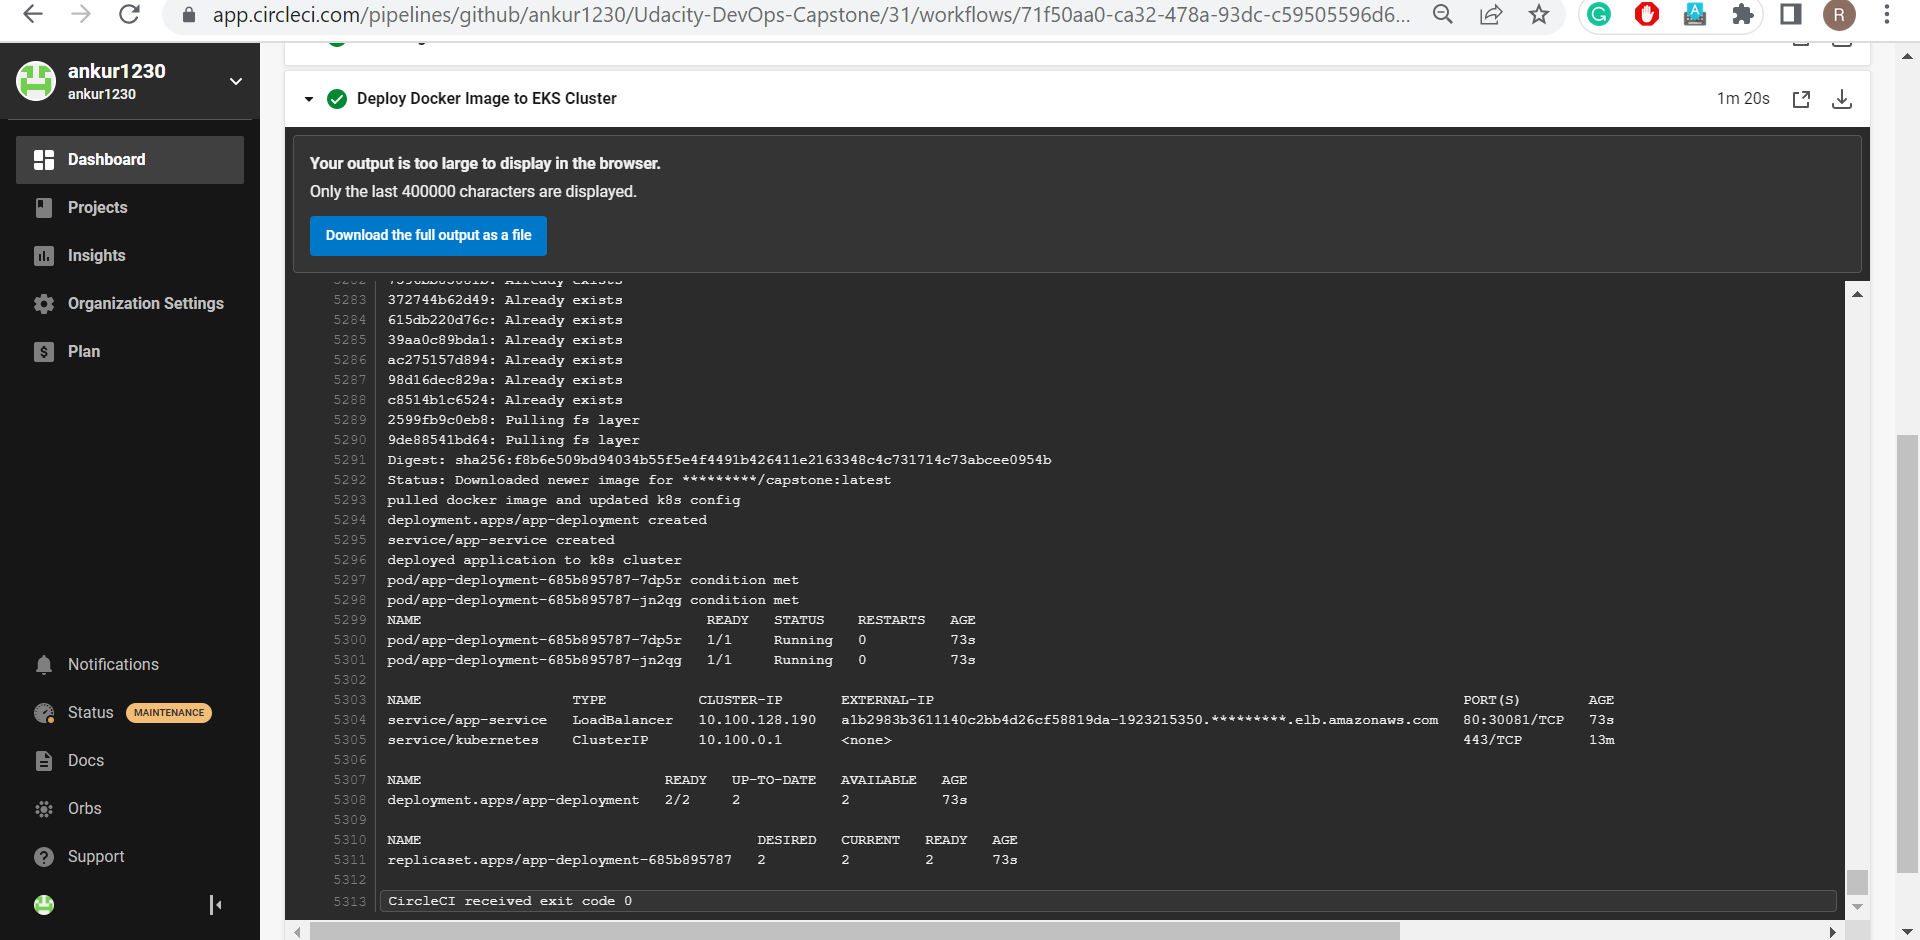 app.circleci.com/pipelines/github/ankur1230/Udacity-DevOps-Capstone/31/workflows/71f50aa0-ca32-478a-93dc-c59505596d6...
R
ankur1230
ankur1230
Dashboard
Projects
Insights
Organization Settings
Plan
Notifications
Status MAINTENANCE
Docs
Orbs
Support
Deploy Docker Image to EKS Cluster 1m 20s
Your output is too large to display in the browser.
Only the last 400000 characters are displayed.
Download the full output as a file
5283 372744b62d49: Already exists
5284 615db220d76c: Already exists
5285 39aa0c89bda1: Already exists
5286 ac275157d894: Already exists
5287 98d16dec829a: Already exists
5288 c8514b1c6524: Already exists
5289 2599fb9c0eb8: Pulling fs layer
5290 9de88541bd64: Pulling fs layer
5291 Digest: sha256:f8b6e509bd94034b55f5e4f4491b426411e2163348c4c731714c73abcee0954b
5292 Status: Downloaded newer image for *********/capstone:latest
5293 pulled docker image and updated k8s config
5294 deployment.apps/app-deployment created
5295 service/app-service created
5296 deployed application to k8s cluster
5297 pod/app-deployment-685b895787-7dp5r condition met
5298 pod/app-deployment-685b895787-jn2qg condition met
5299 NAME READY STATUS RESTARTS AGE
5300 pod/app-deployment-685b895787-7dp5r 1/1 Running 0 73s
5301 pod/app-deployment-685b895787-jn2qg 1/1 Running 0 73s
5302
5303 NAME TYPE CLUSTER-IP EXTERNAL-IP PORT(S) AGE
5304 service/app-service LoadBalancer 10.100.128.190 a1b2983b3611140c2bb4d26cf58819da-1923215350.*********.elb.amazonaws.com 80:30081/TCP 73s
5305 service/kubernetes ClusterIP 10.100.0.1 <none> 443/TCP 13m
5306
5307 NAME READY UP-TO-DATE AVAILABLE AGE
5308 deployment.apps/app-deployment 2/2 2 2 73s
5309
5310 NAME DESIRED CURRENT READY AGE
5311 replicaset.apps/app-deployment-685b895787 2 2 2 73s
5312
5313 CircleCI received exit code 0